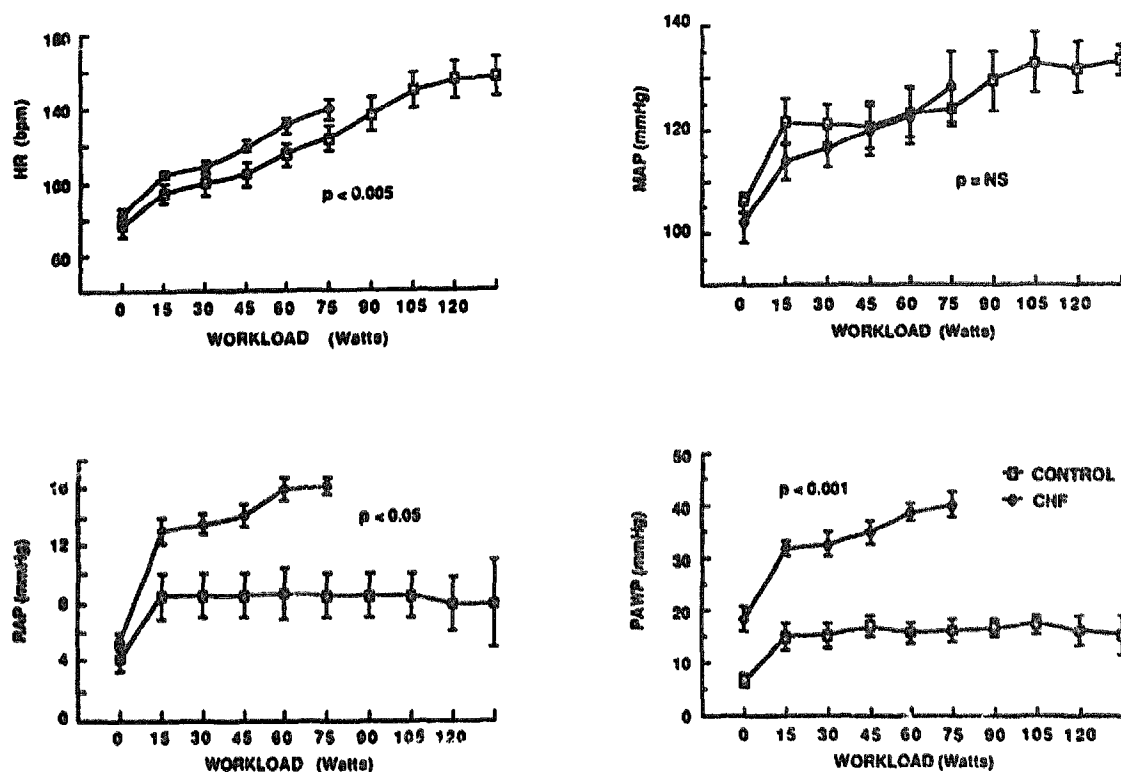 180
140
100
60
HR (bpm)
p < 0.005
0 15 30 45 60 75 90 105 120
WORKLOAD (Watts)
140
120
100
MAP (mmHg)
p = NS
0 15 30 45 60 75 90 105 120
WORKLOAD (Watts)
16
12
8
4
0
RAP (mmHg)
p < 0.05
0 15 30 45 60 75 90 105 120
WORKLOAD (Watts)
50
40
30
20
10
0
PAWP (mmHg)
p < 0.001
CONTROL
CHF
0 15 30 45 60 75 90 105 120
WORKLOAD (Watts)